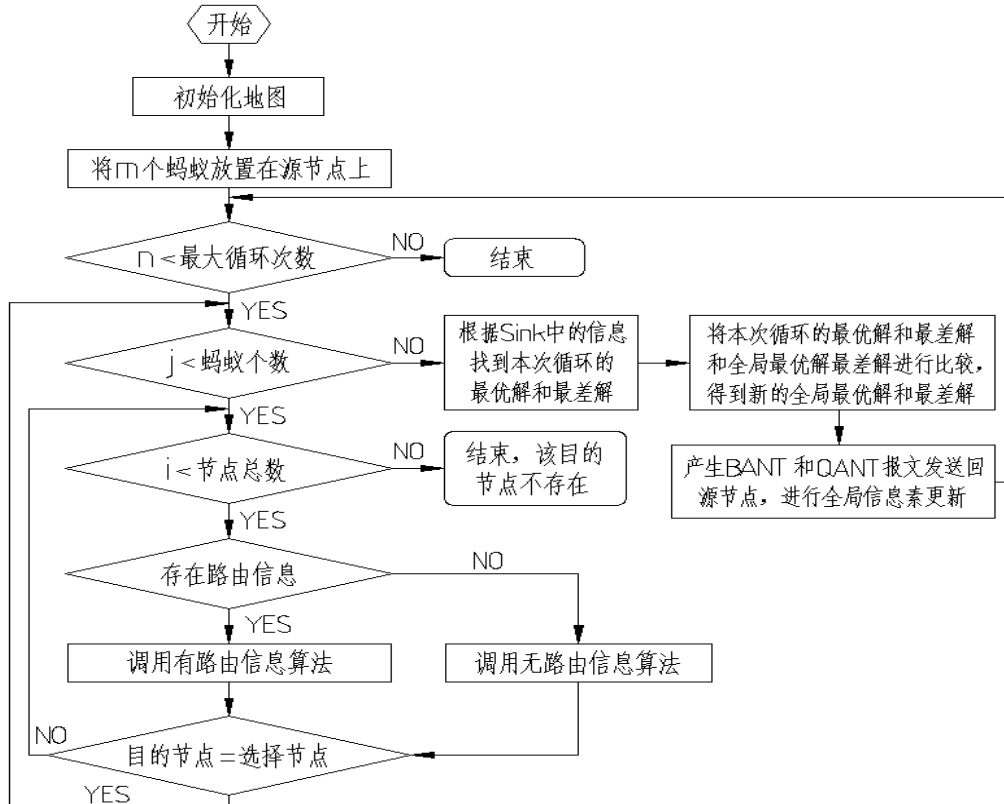 开始
初始化地图
将m个蚂蚁放置在源节点上
n<最大循环次数
NO
结束
YES
j<蚂蚁个数
NO
根据Sink中的信息
找到本次循环的
最优解和最差解
将本次循环的最优解和最差解
和全局最优解最差解进行比较,
得到新的全局最优解和最差解
YES
i<节点总数
NO
结束, 该目的
节点不存在
产生BANT 和QANT报文发送回
源节点, 进行全局信息素更新
YES
存在路由信息
NO
YES
调用有路由信息算法
调用无路由信息算法
NO
目的节点=选择节点
YES